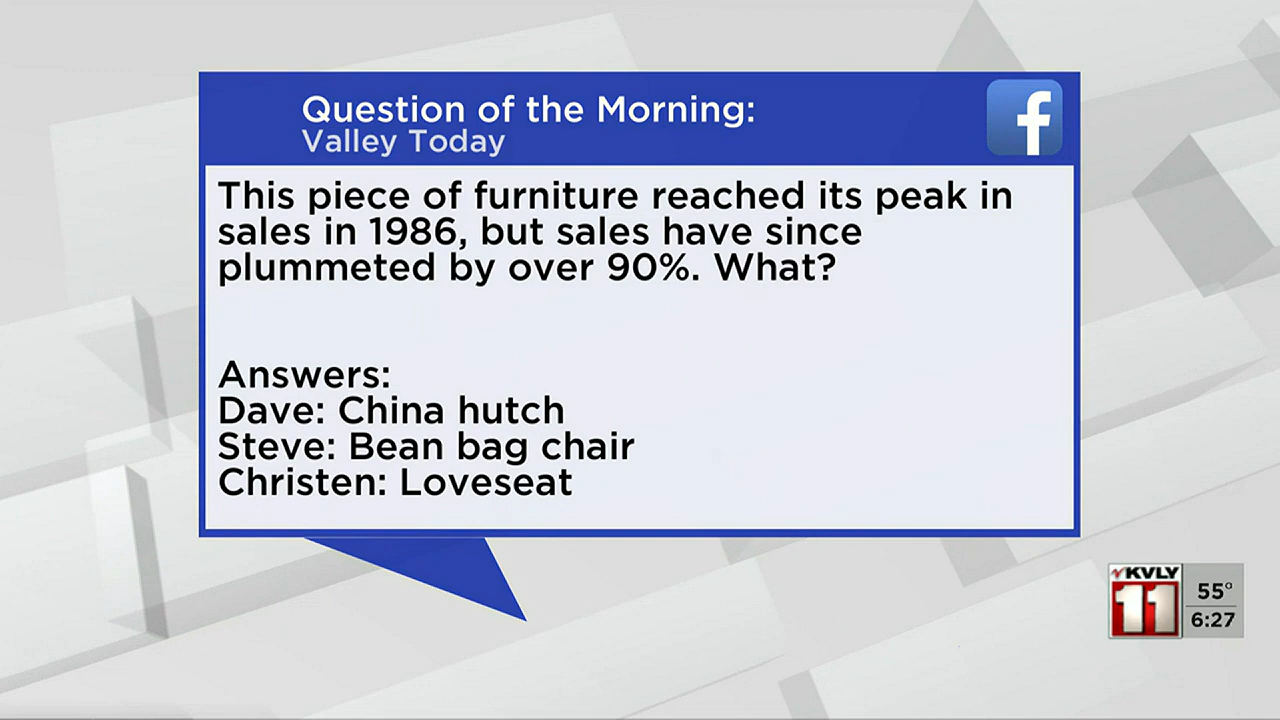 Question of the Morning:
Valley Today
f
This piece of furniture reached its peak in
sales in 1986, but sales have since
plummeted by over 90%. What?
Answers:
Dave: China hutch
Steve: Bean bag chair
Christen: Loveseat
KVLY
11
55°
6:27